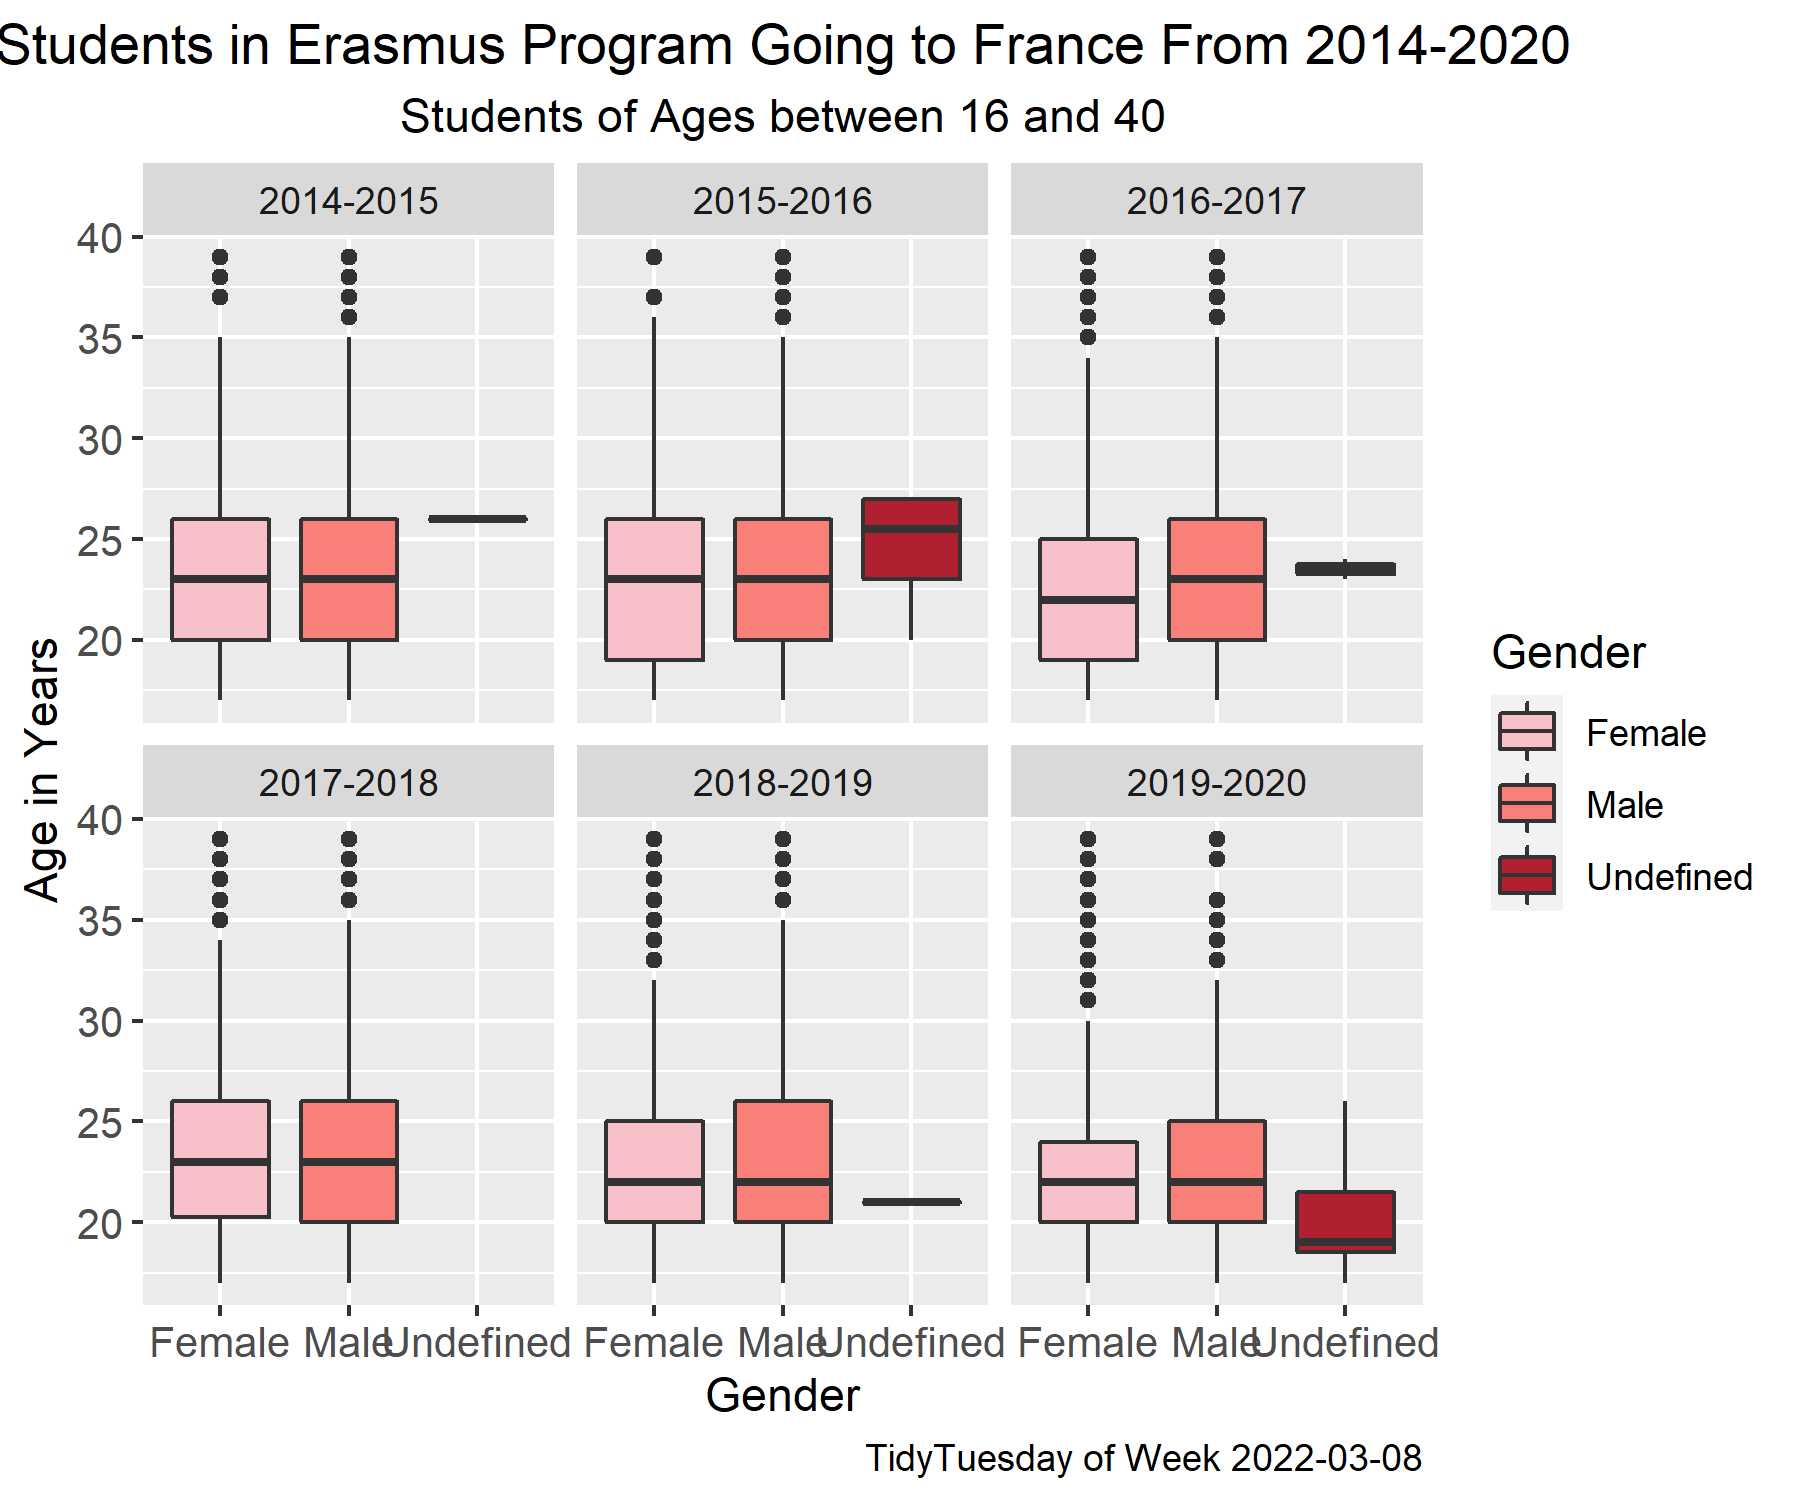 Students in Erasmus Program Going to France From 2014-2020
Students of Ages between 16 and 40
2014-2015 2015-2016 2016-2017
40
35
30
25
20
Age in Years
2017-2018 2018-2019 2019-2020
40
35
30
25
20
Female Male Undefined Female Male Undefined Female Male Undefined
Gender
Gender
Female
Male
Undefined
TidyTuesday of Week 2022-03-08